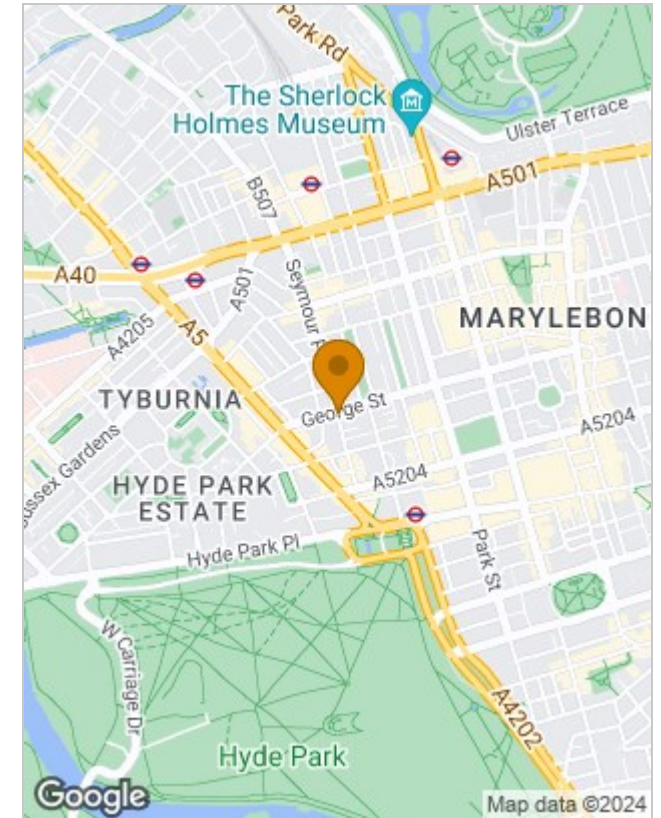 Park Rd
The Sherlock
Holmes Museum
Ulster Terrace
A501
B507
A40
A501
Seymour P
MARYLEBON
A4205
A5
TYBURNIA
George St
A5204
ussex Gardens
A5204
HYDE PARK
ESTATE
Hyde Park Pl
Park St
W Carriage Dr
A4202
Hyde Park
Google
Map data ©2024